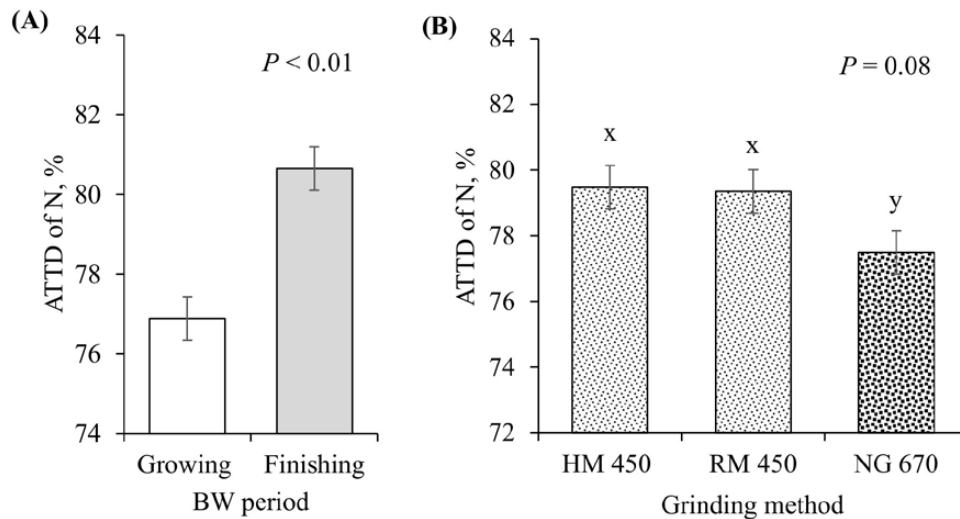 (A)
84
82
80
78
76
74
ATTD of N, %
P < 0.01
Growing Finishing
BW period
(B)
84
82
80
78
76
74
72
ATTD of N, %
P = 0.08
x x y
HM 450 RM 450 NG 670
Grinding method